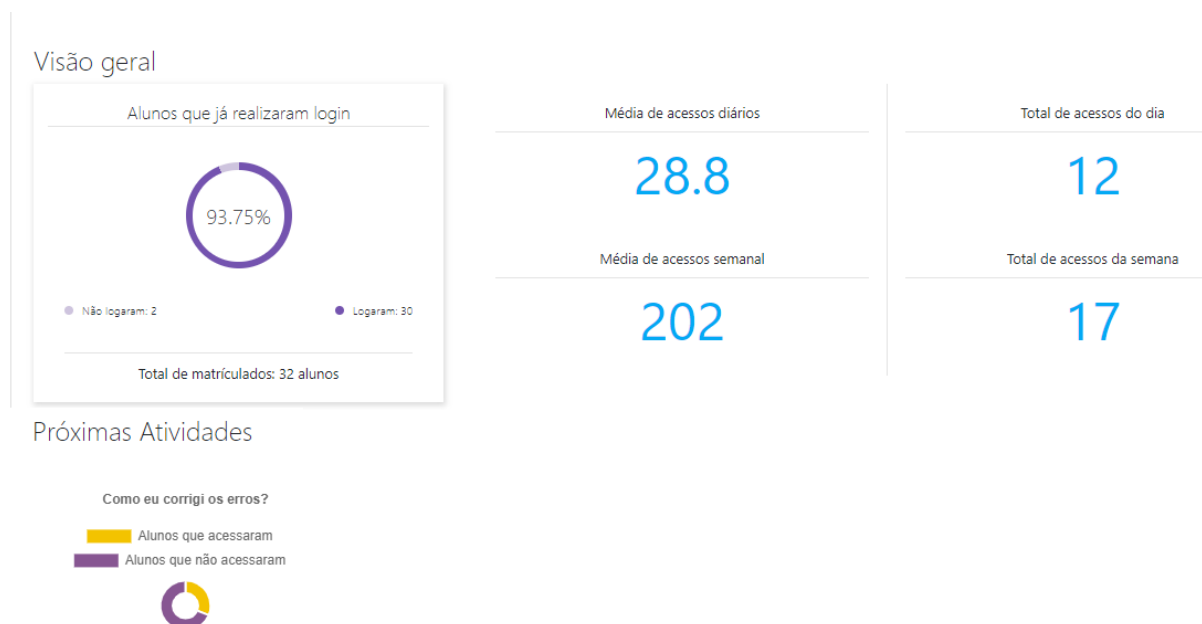 Visão geral
Alunos que já realizaram login
93.75%
Não logaram: 2
Logaram: 30
Total de matrículados: 32 alunos
Média de acessos diários
28.8
Média de acessos semanal
202
Total de acessos do dia
12
Total de acessos da semana
17
Próximas Atividades
Como eu corrigi os erros?
Alunos que acessaram
Alunos que não acessaram